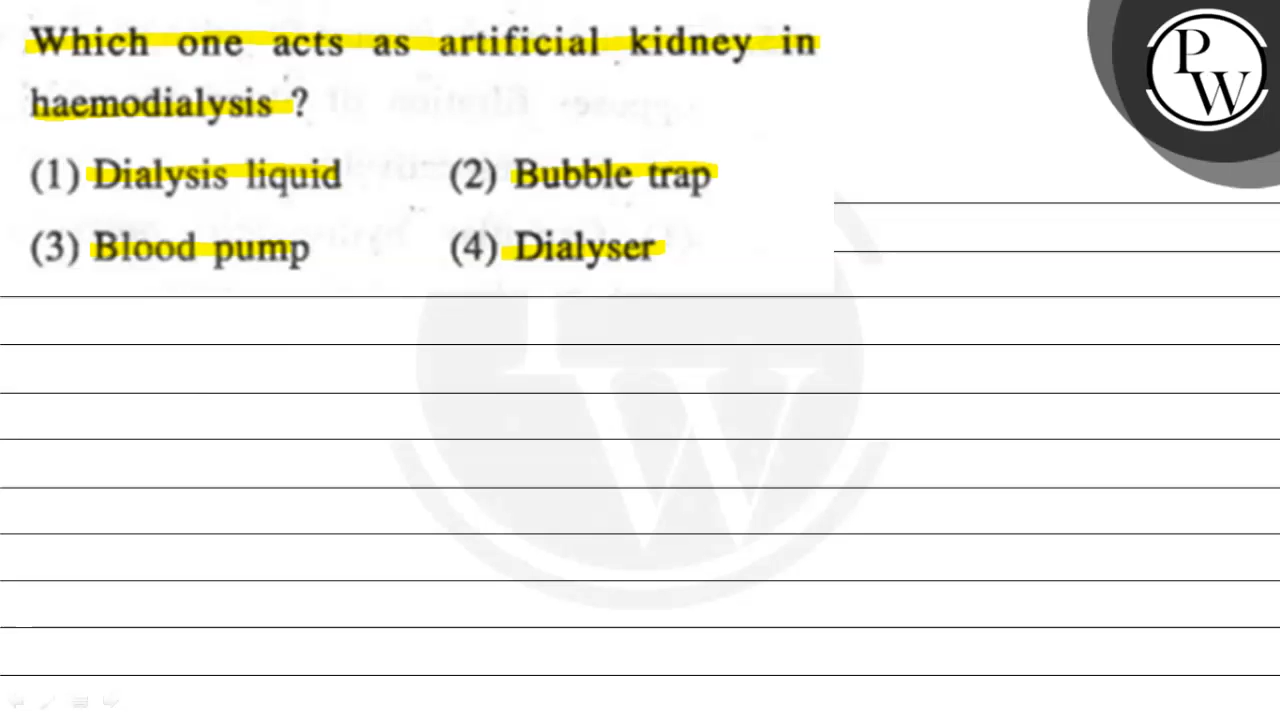 Which one acts as artificial kidney in
haemodialysis ?
(1) Dialysis liquid (2) Bubble trap
(3) Blood pump (4) Dialyser
PW